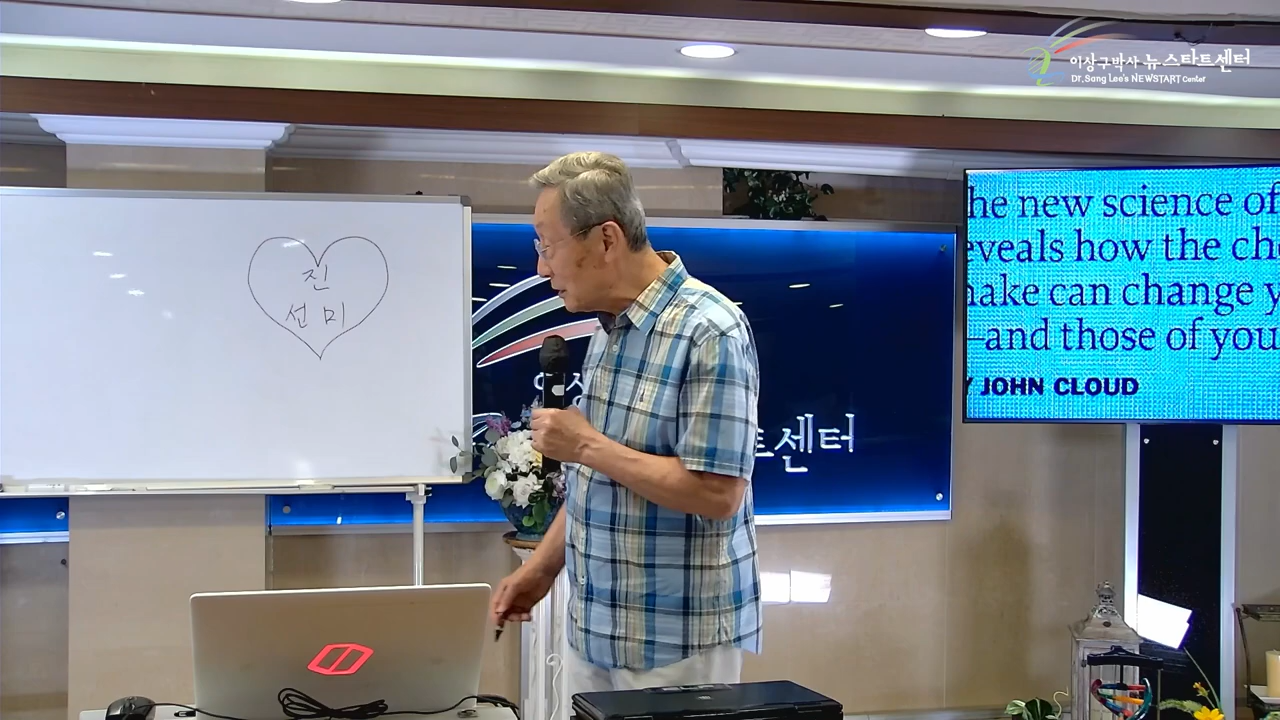 이상구박사 뉴스타트센터
Dr. Sang Lee's NEWSTART Center
진
선 미
트센터
he new science of
eveals how the ch
make can change y
—and those of you
Y JOHN CLOUD